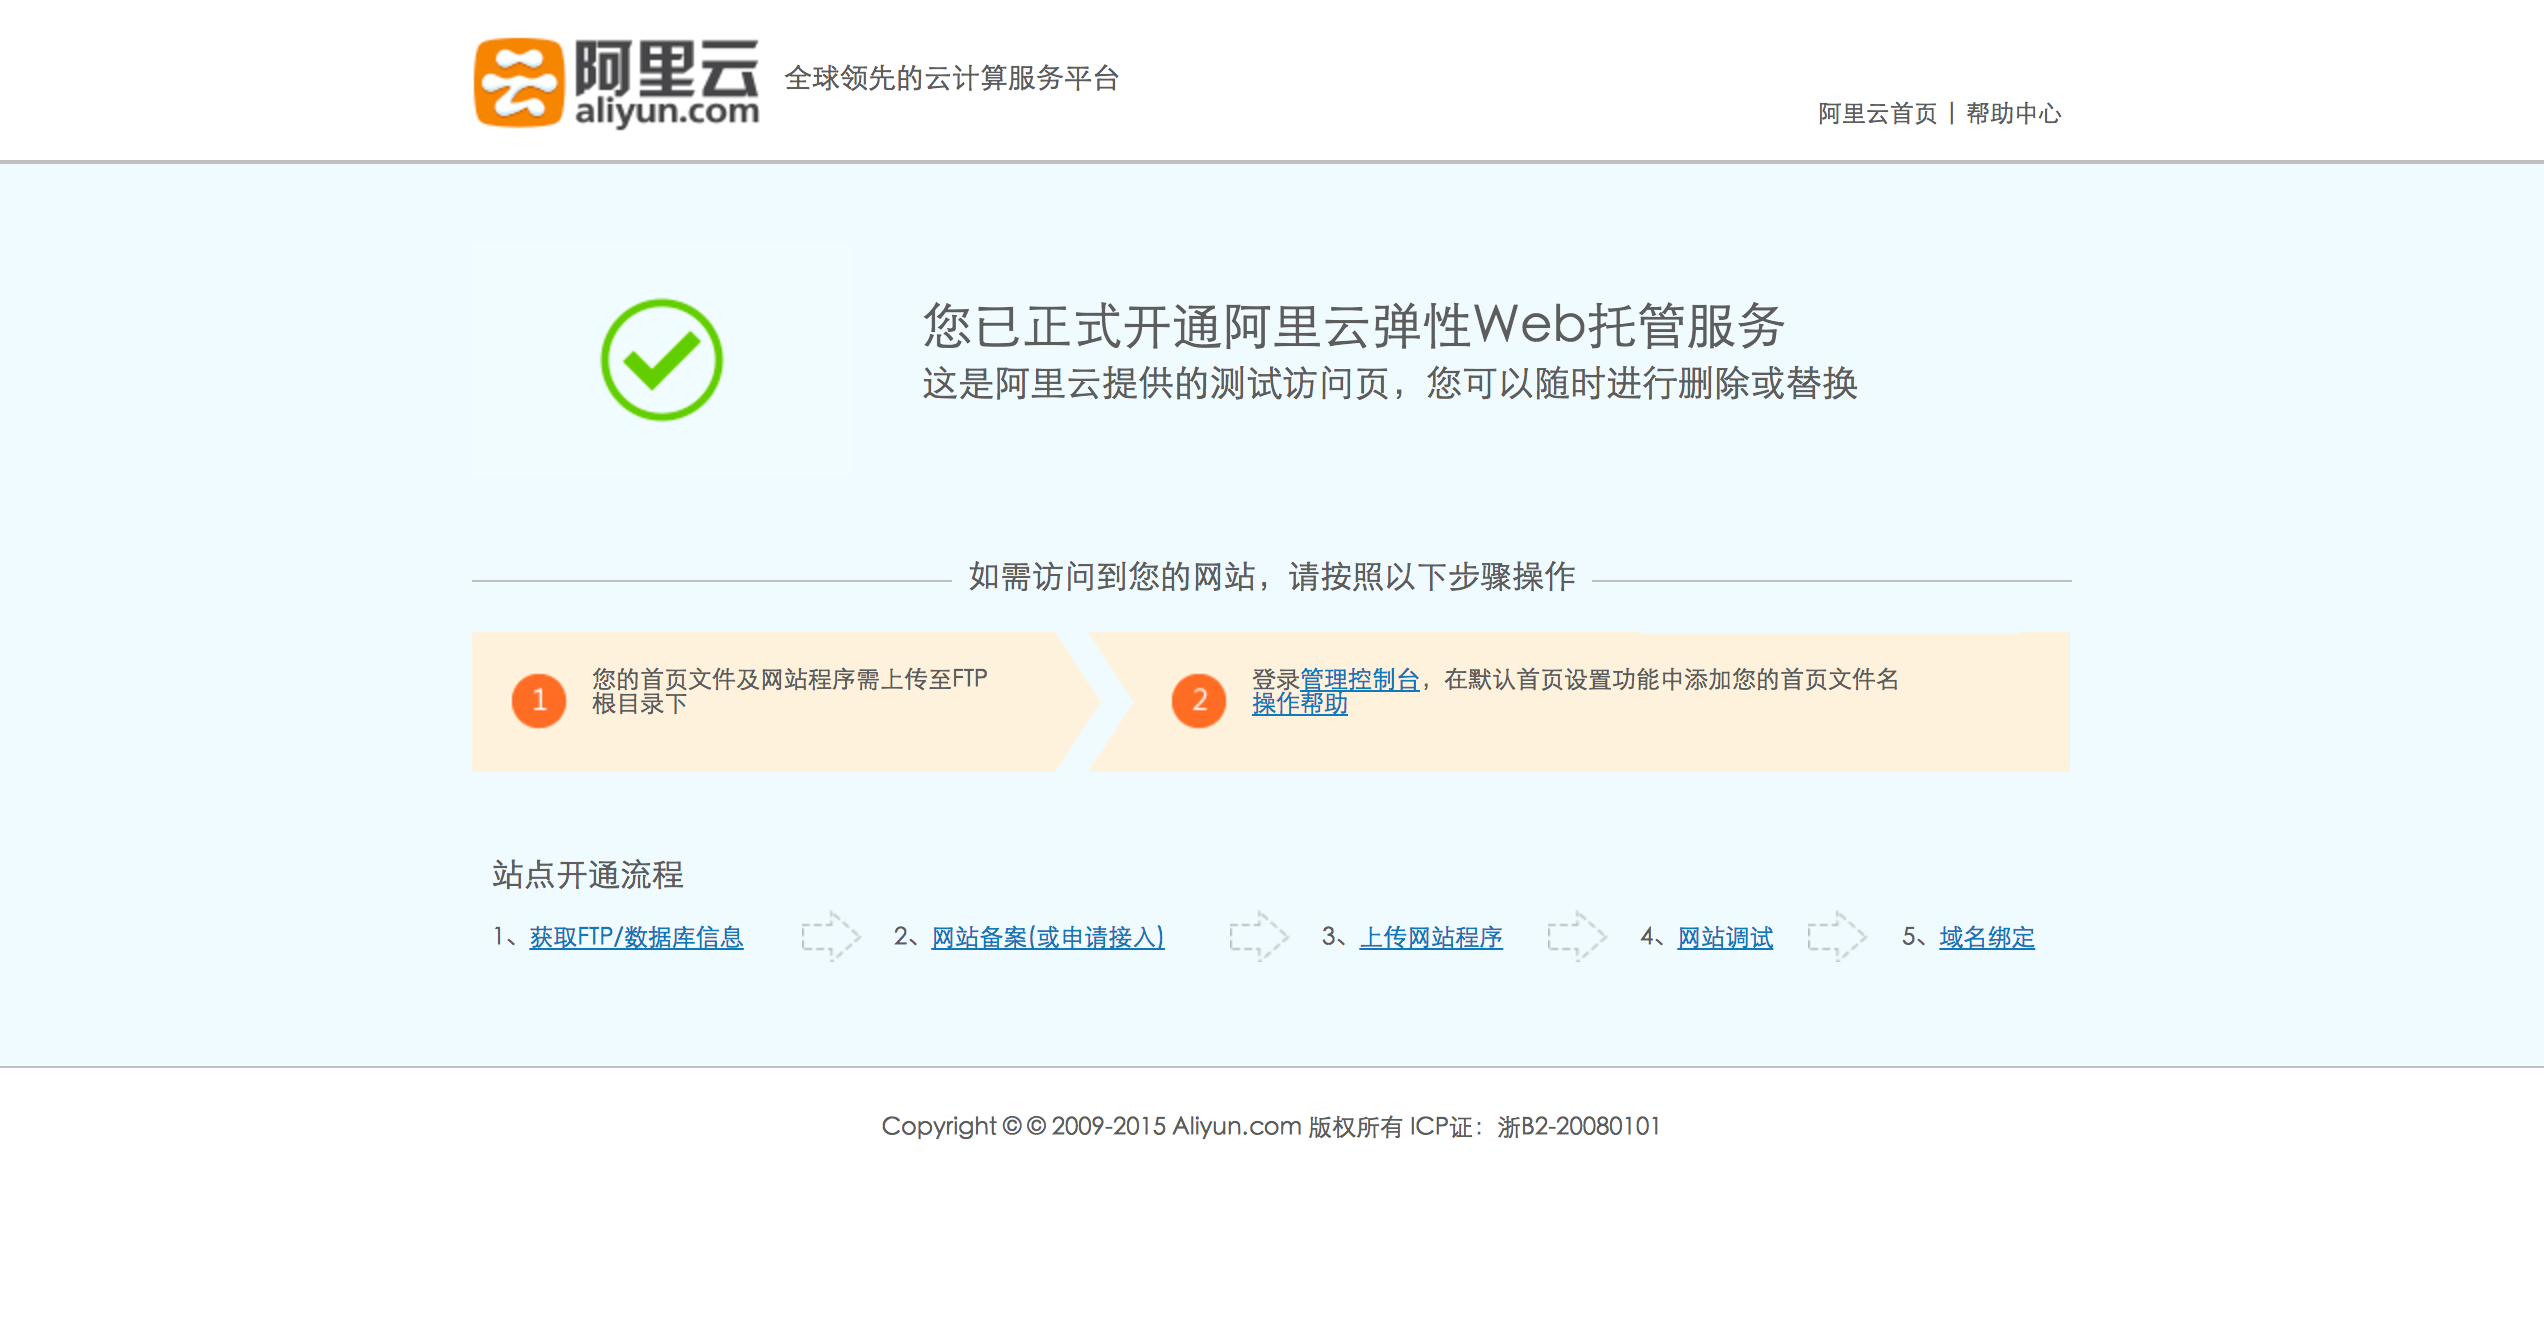 阿里云
aliyun.com
全球领先的云计算服务平台
阿里云首页 | 帮助中心
您已正式开通阿里云弹性Web托管服务
这是阿里云提供的测试访问页，您可以随时进行删除或替换
如需访问到您的网站，请按照以下步骤操作
1
您的首页文件及网站程序需上传至FTP
根目录下
2
登录管理控制台，在默认首页设置功能中添加您的首页文件名
操作帮助
站点开通流程
1、获取FTP/数据库信息
2、网站备案(或申请接入)
3、上传网站程序
4、网站调试
5、域名绑定
Copyright © © 2009-2015 Aliyun.com 版权所有 ICP证：浙B2-20080101